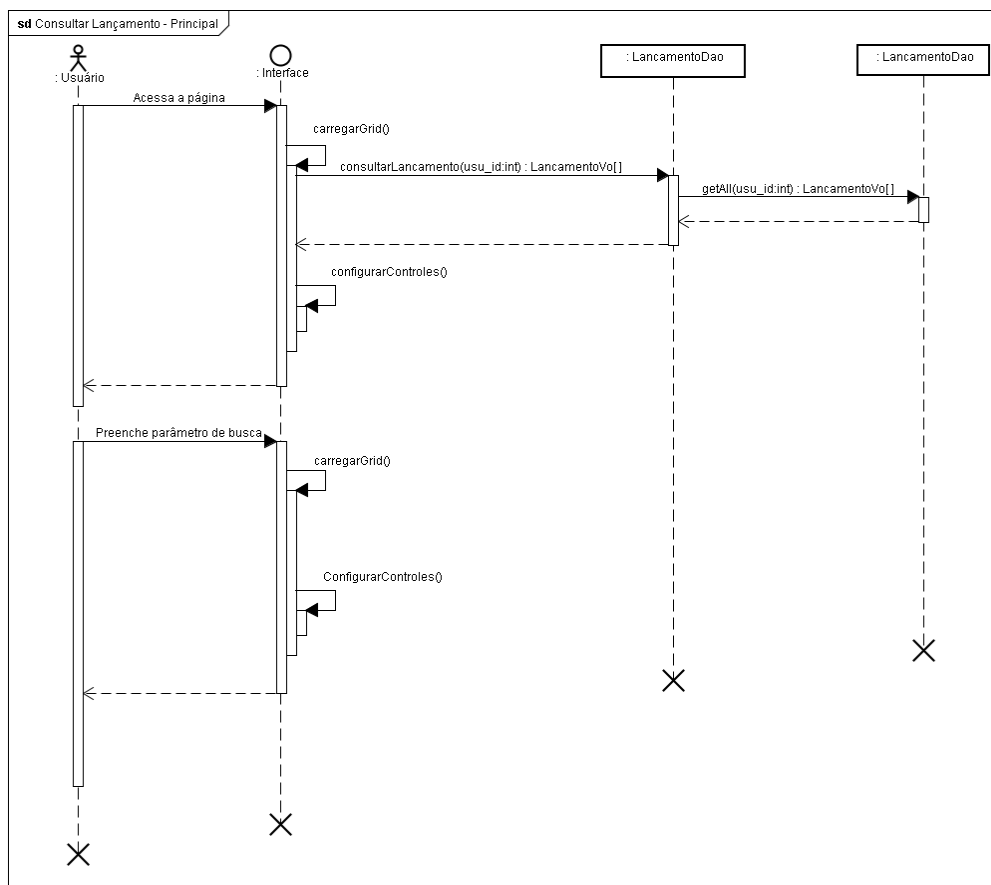 sd Consultar Lançamento - Principal
: Usuário
: Interface
: LancamentoDao
: LancamentoDao
Acessa a página
carregarGrid()
consultarLancamento(usu_id:int) : LancamentoVo[ ]
getAll(usu_id:int) : LancamentoVo[ ]
configurarControles()
Preenche parâmetro de busca
carregarGrid()
ConfigurarControles()